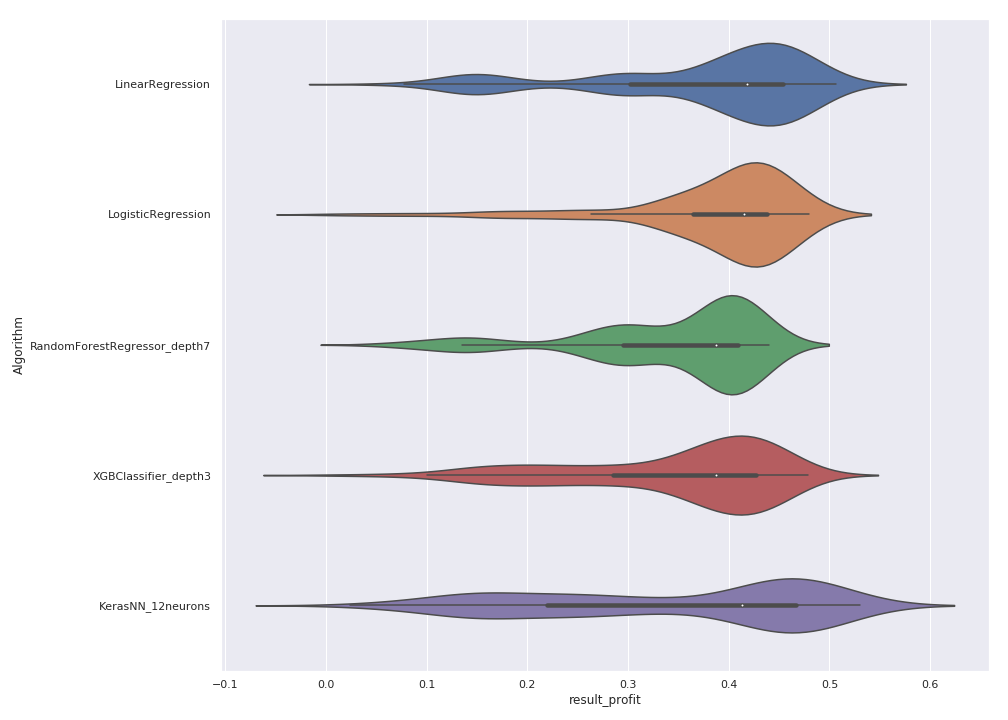 LinearRegression
LogisticRegression
RandomForestRegressor_depth7
XGBClassifier_depth3
KerasNN_12neurons
Algorithm
−0.1 0.0 0.1 0.2 0.3 0.4 0.5 0.6
result_profit